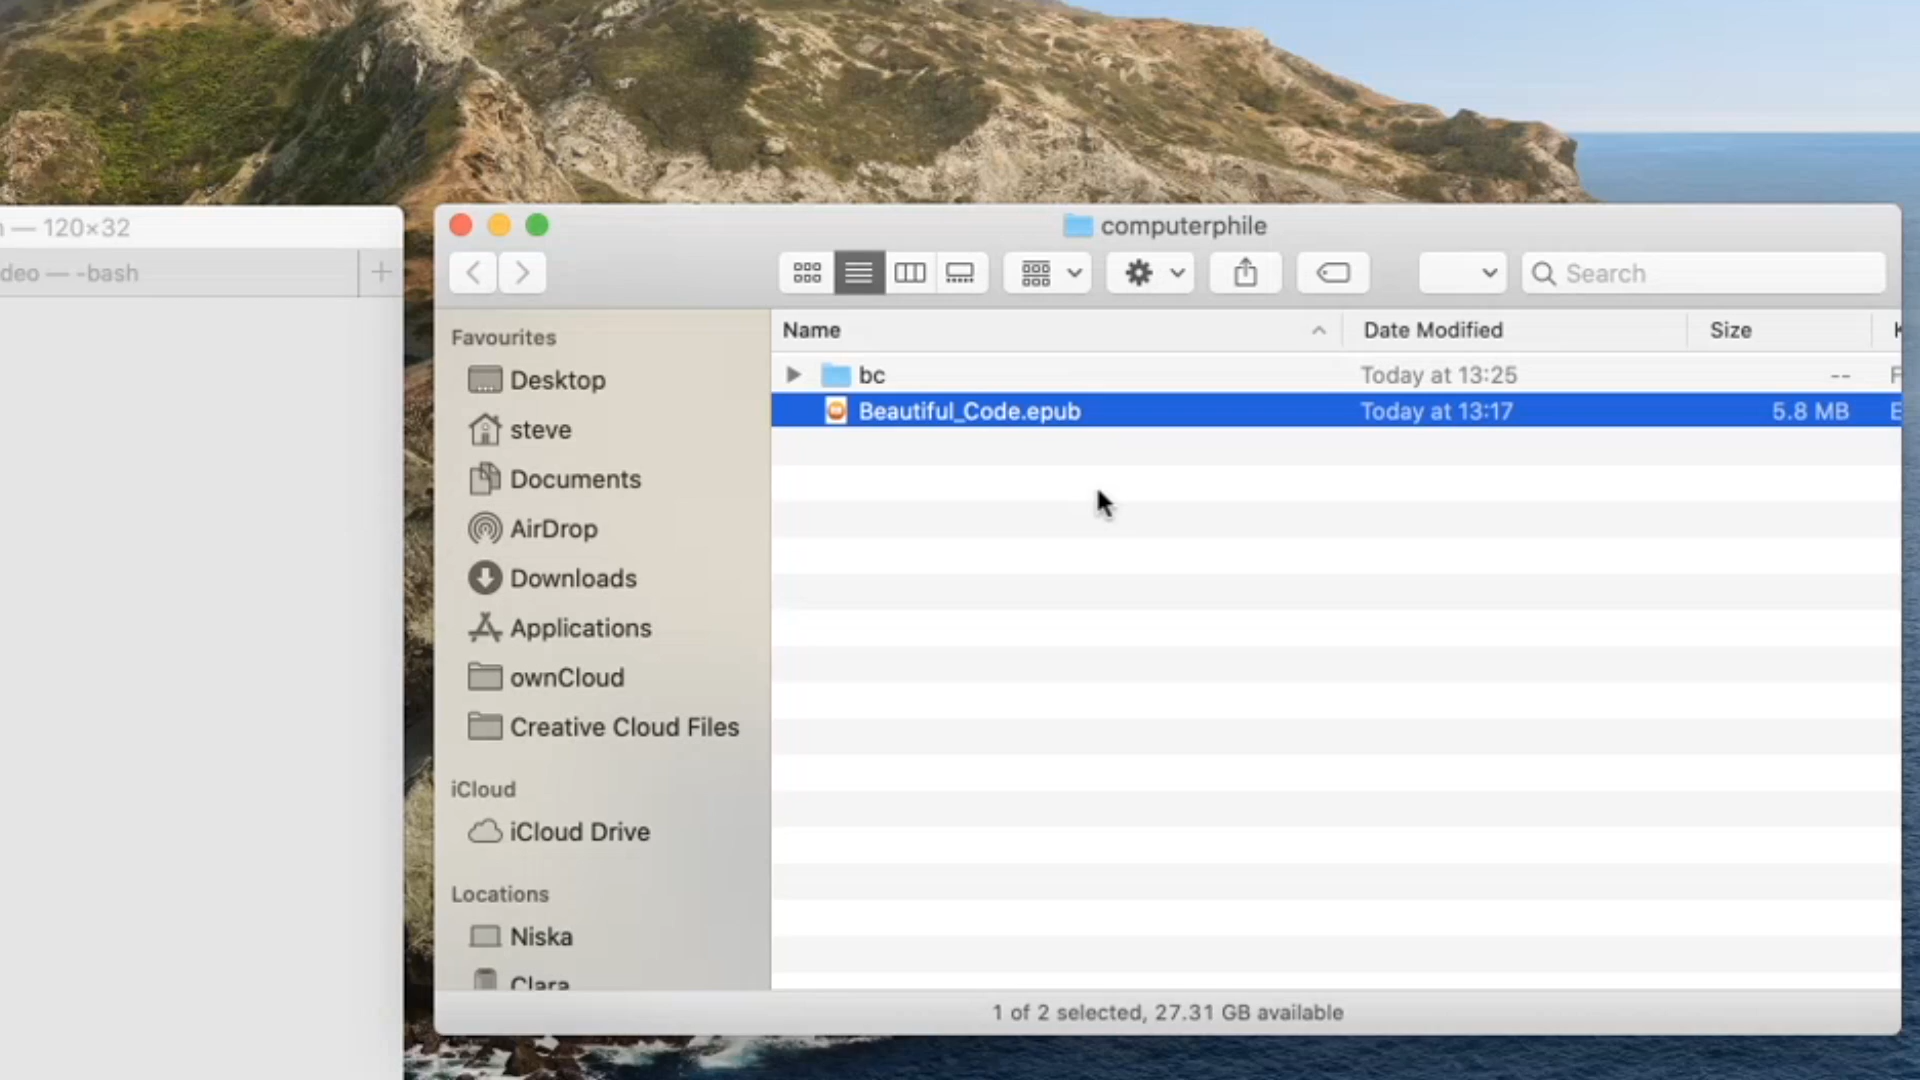 — 120×32
deo — -bash
computerphile
Search
Favourites
Desktop
steve
Documents
AirDrop
Downloads
Applications
ownCloud
Creative Cloud Files
iCloud
iCloud Drive
Locations
Niska
Clara
Name Date Modified Size
bc Today at 13:25 --
Beautiful_Code.epub Today at 13:17 5.8 MB
1 of 2 selected, 27.31 GB available